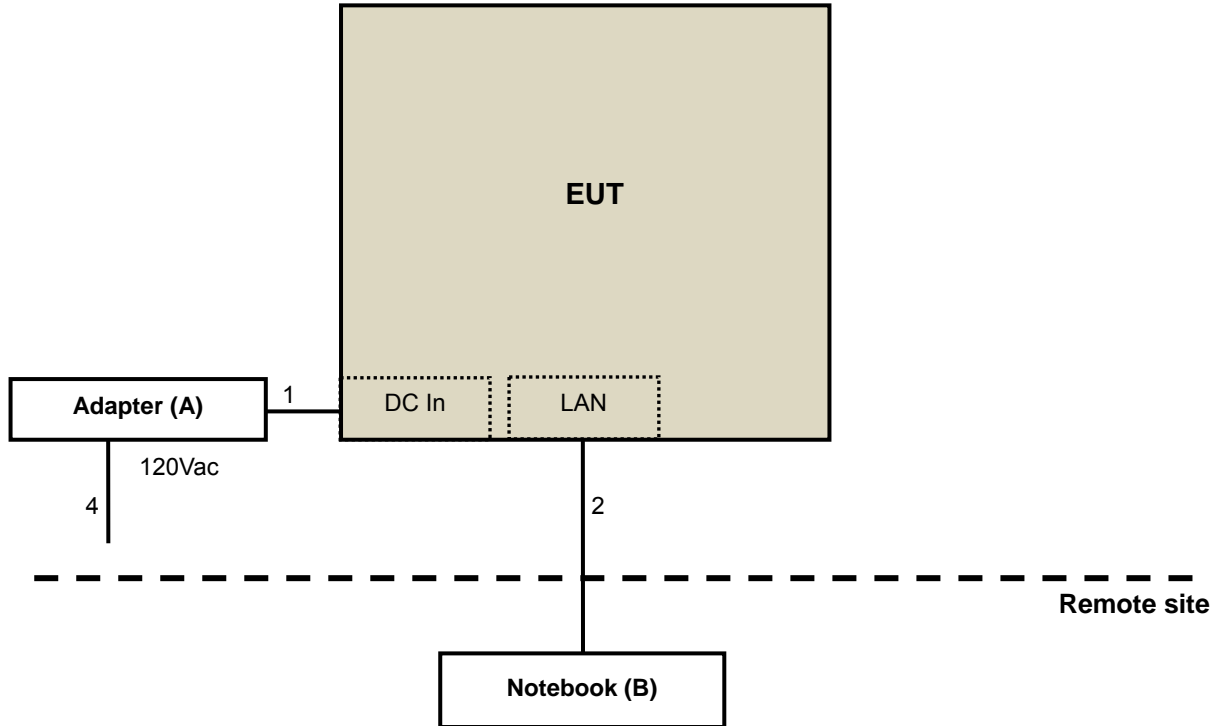 EUT
1
DC In
LAN
Adapter (A)
120Vac
4
2
Remote site
Notebook (B)